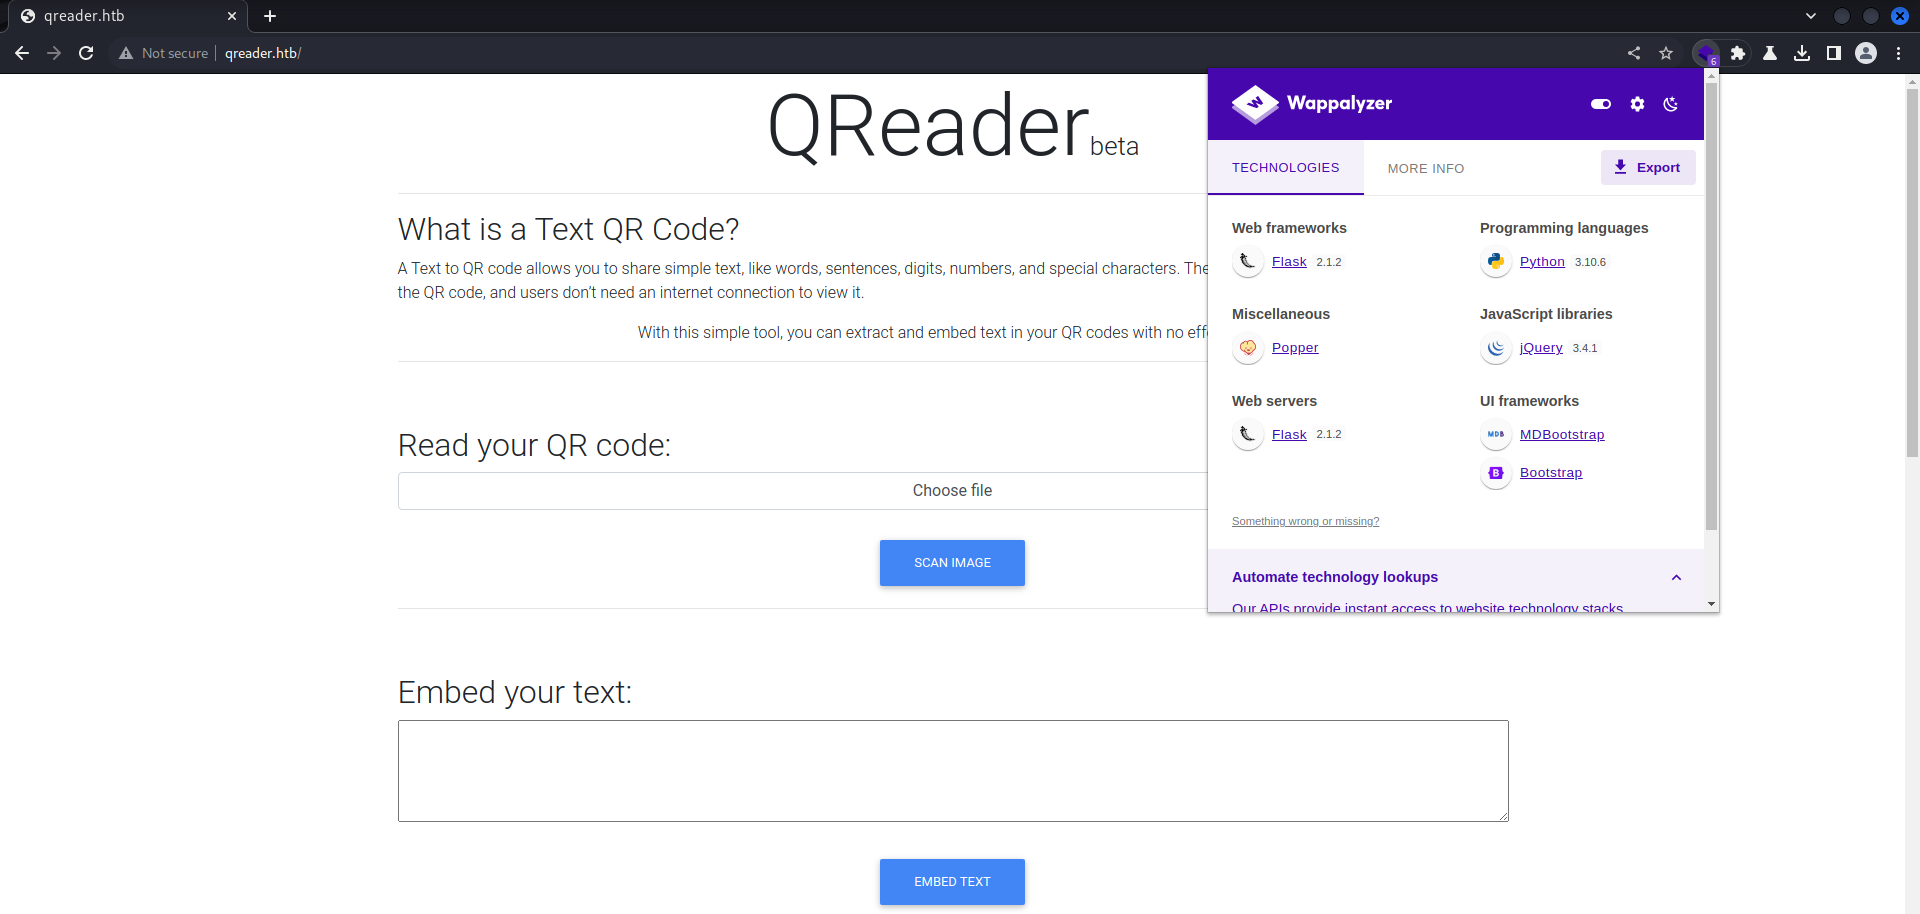 qreader.htb
Not secure
qreader.htb/
6
QReader beta
What is a Text QR Code?
A Text to QR code allows you to share simple text, like words, sentences, digits, numbers, and special characters. The
the QR code, and users don’t need an internet connection to view it.
With this simple tool, you can extract and embed text in your QR codes with no
Read your QR code:
Choose file
SCAN IMAGE
Embed your text:
EMBED TEXT
Wappalyzer
TECHNOLOGIES
MORE INFO
Export
Web frameworks
Flask 2.1.2
Programming languages
Python 3.10.6
Miscellaneous
Popper
JavaScript libraries
jQuery 3.4.1
Web servers
Flask 2.1.2
UI frameworks
MDB MDBootstrap
B Bootstrap
Something wrong or missing?
Automate technology lookups
Our APIs provide instant access to website technology stacks